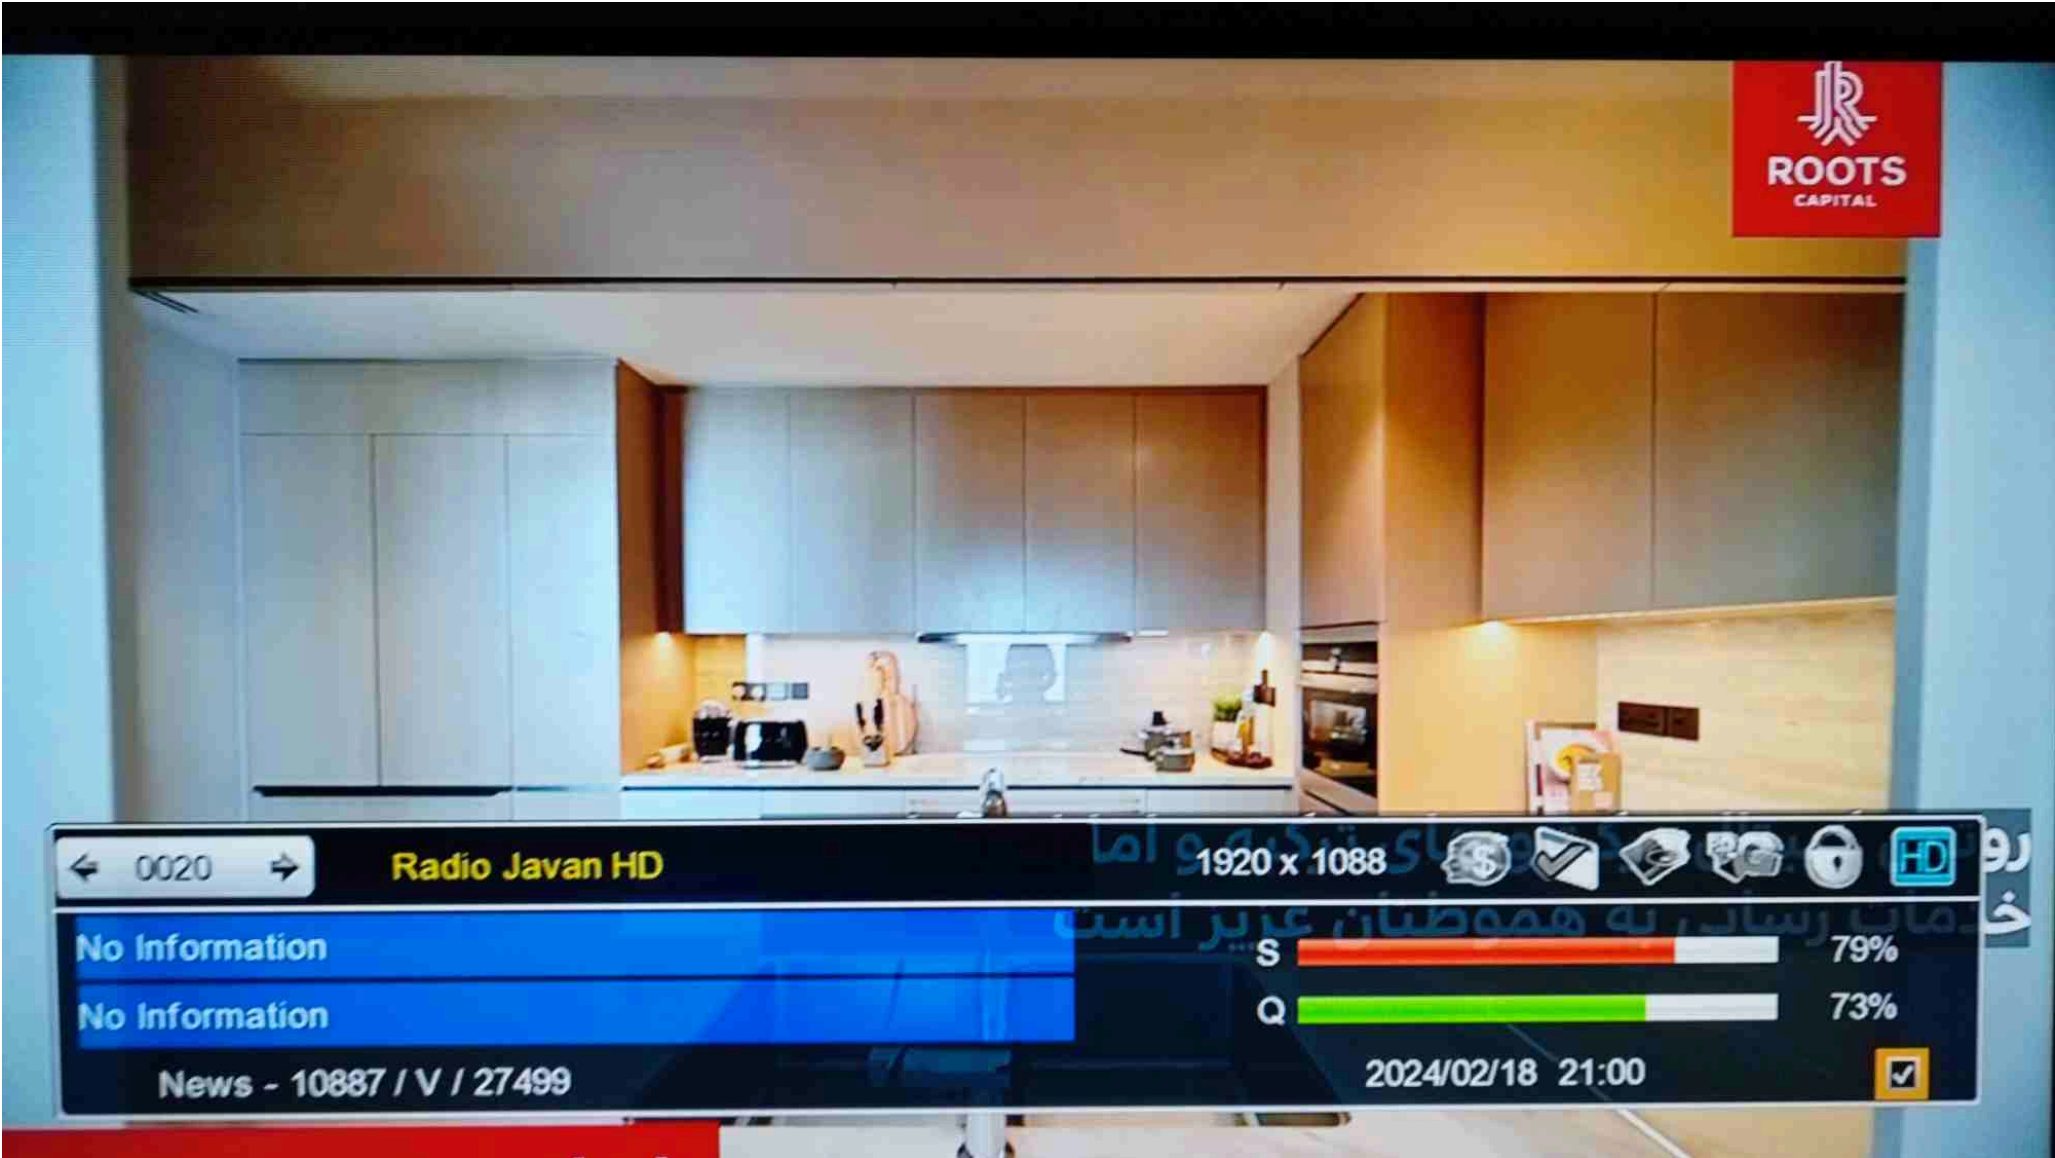 ROOTS
CAPITAL
0020
Radio Javan HD
1920 x 1088
HD
No Information
خدمات رسانی به هموطنان عزیز است
S
79%
No Information
Q
73%
News - 10887 / V / 27499
2024/02/18 21:00